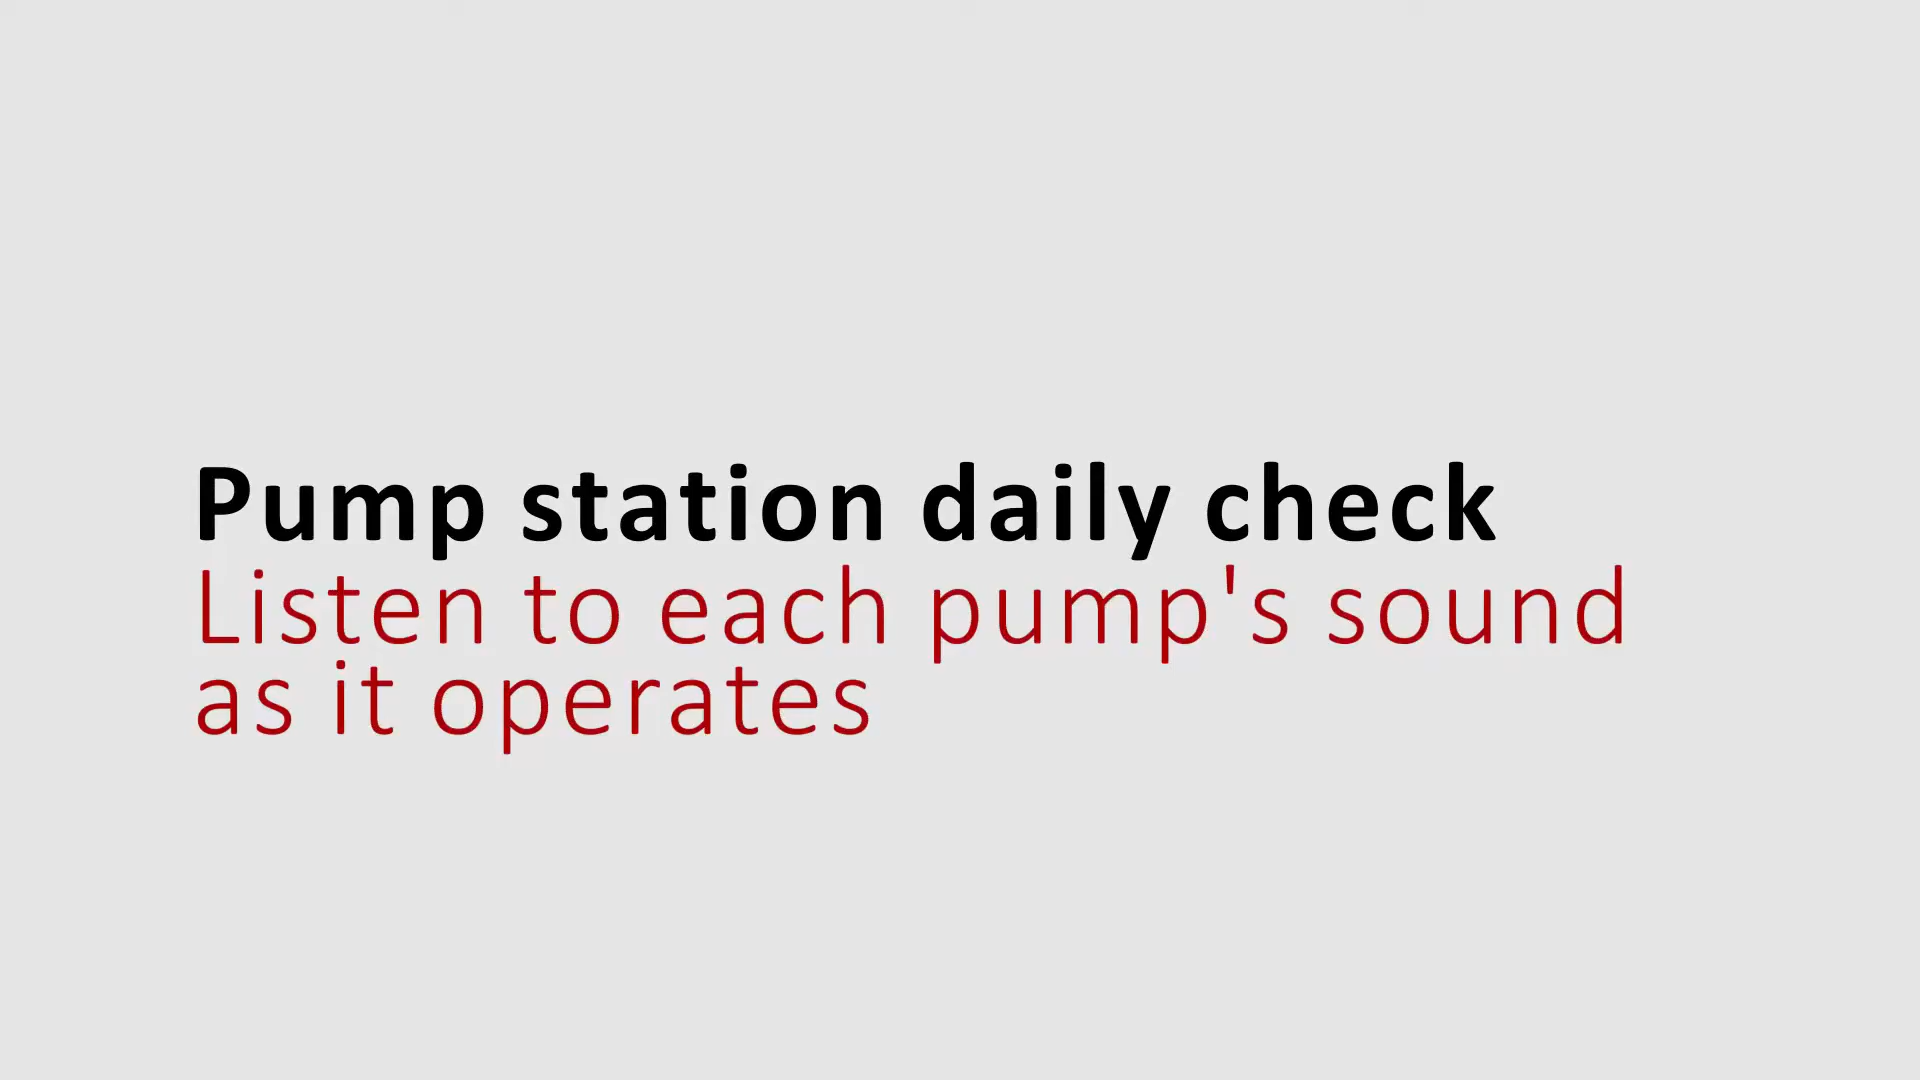 Pump station daily check
Listen to each pump's sound
as it operates